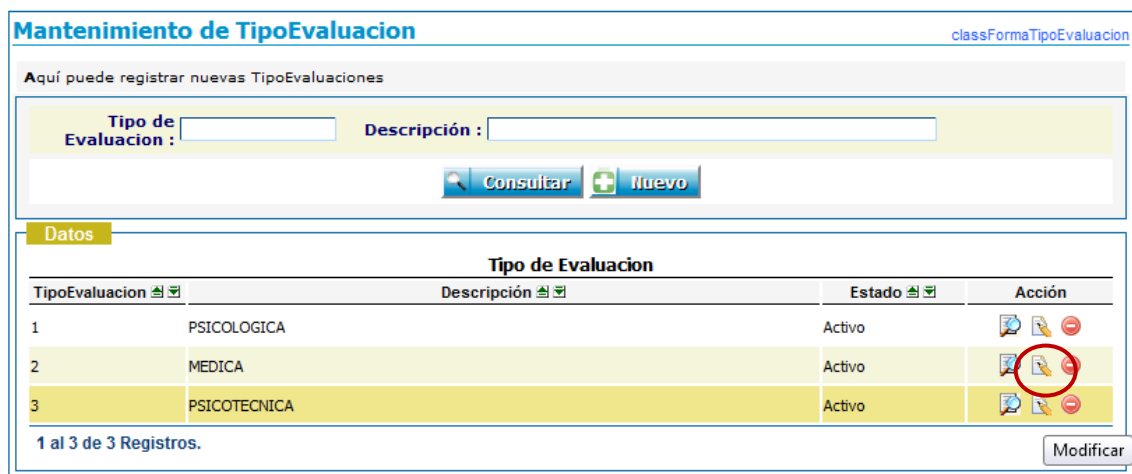 Mantenimiento de TipoEvaluacion classFormaTipoEvaluacion
Aquí puede registrar nuevas TipoEvaluaciones
Tipo de Evaluacion : Descripción :
Consultar Nuevo
Datos
Tipo de Evaluacion
TipoEvaluacion Descripción Estado Acción
1 PSICOLOGICA Activo
2 MEDICA Activo
3 PSICOTECNICA Activo
1 al 3 de 3 Registros.
Modificar